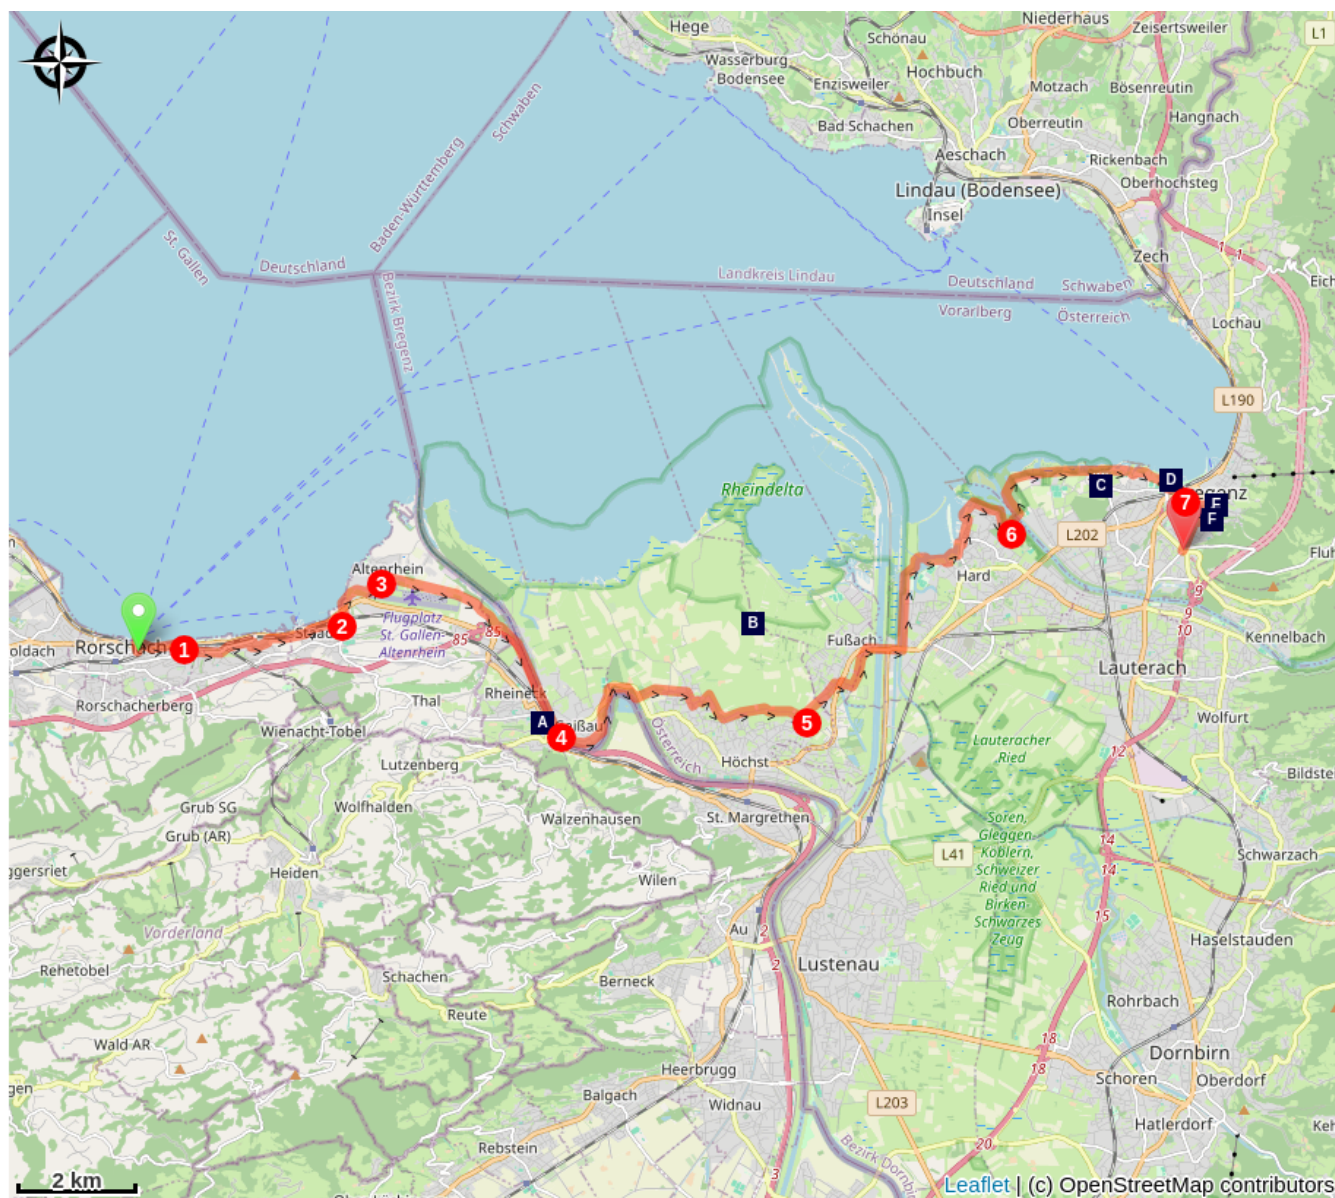 Hege
Niederhaus
Zeisertsweiler
L1
Schönau
Wasserburg
Bodensee
Enzisweiler
Hochbuch
Motzach
Bösenreutin
Hangnach
Bad Schachen
Oberreutin
Aeschach
Rickenbach
Oberhochsteg
Lindau (Bodensee)
Insel
Schwaben
Baden-Württemberg
St. Gallen
Deutschland
Bezirk Bregenz
Landkreis Lindau
Deutschland
Schwaben
Vorarlberg
Österreich
Zech
1
1
Eich
Lochau
L190
Rheindelta
C
D
egenz
7
E
F
6
L202
Hard
Fluh
9
9
10
Kennelbach
Altenrhein
3
Flugplatz
St. Gallen-
Altenrhein
2
Staad
85
85
B
Fußach
Rorschach
1
oldach
Rorschacherberg
Thal
Rheineck
A
Gaißau
4
5
Lauterach
Wolfurt
Wienacht-Tobel
Lutzenberg
Österreich
Höchst
Lauteracher
Ried
12
Bildste
Grub SG
Grub (AR)
Wolfhalden
Walzenhausen
St. Margrethen
Soren,
Gleggen-
Köblern,
Schweizer
Ried und
Birken-
Schwarzes
Zeug
L41
14
14
15
Schwarzach
ggersriet
Heiden
Wilen
Vorderland
Au
2
2
Lustenau
Haselstauden
Rehetobel
Schachen
Berneck
Reute
Rohrbach
Wald AR
18
18
Dornbirn
Schoren
Oberdorf
gen
Heerbrugg
Balgach
Widnau
L203
Hatlerdorf
Keh
Rebstein
3
Bezirk Dornbir
20
2 km
Leaflet | (c) OpenStreetMap contributors